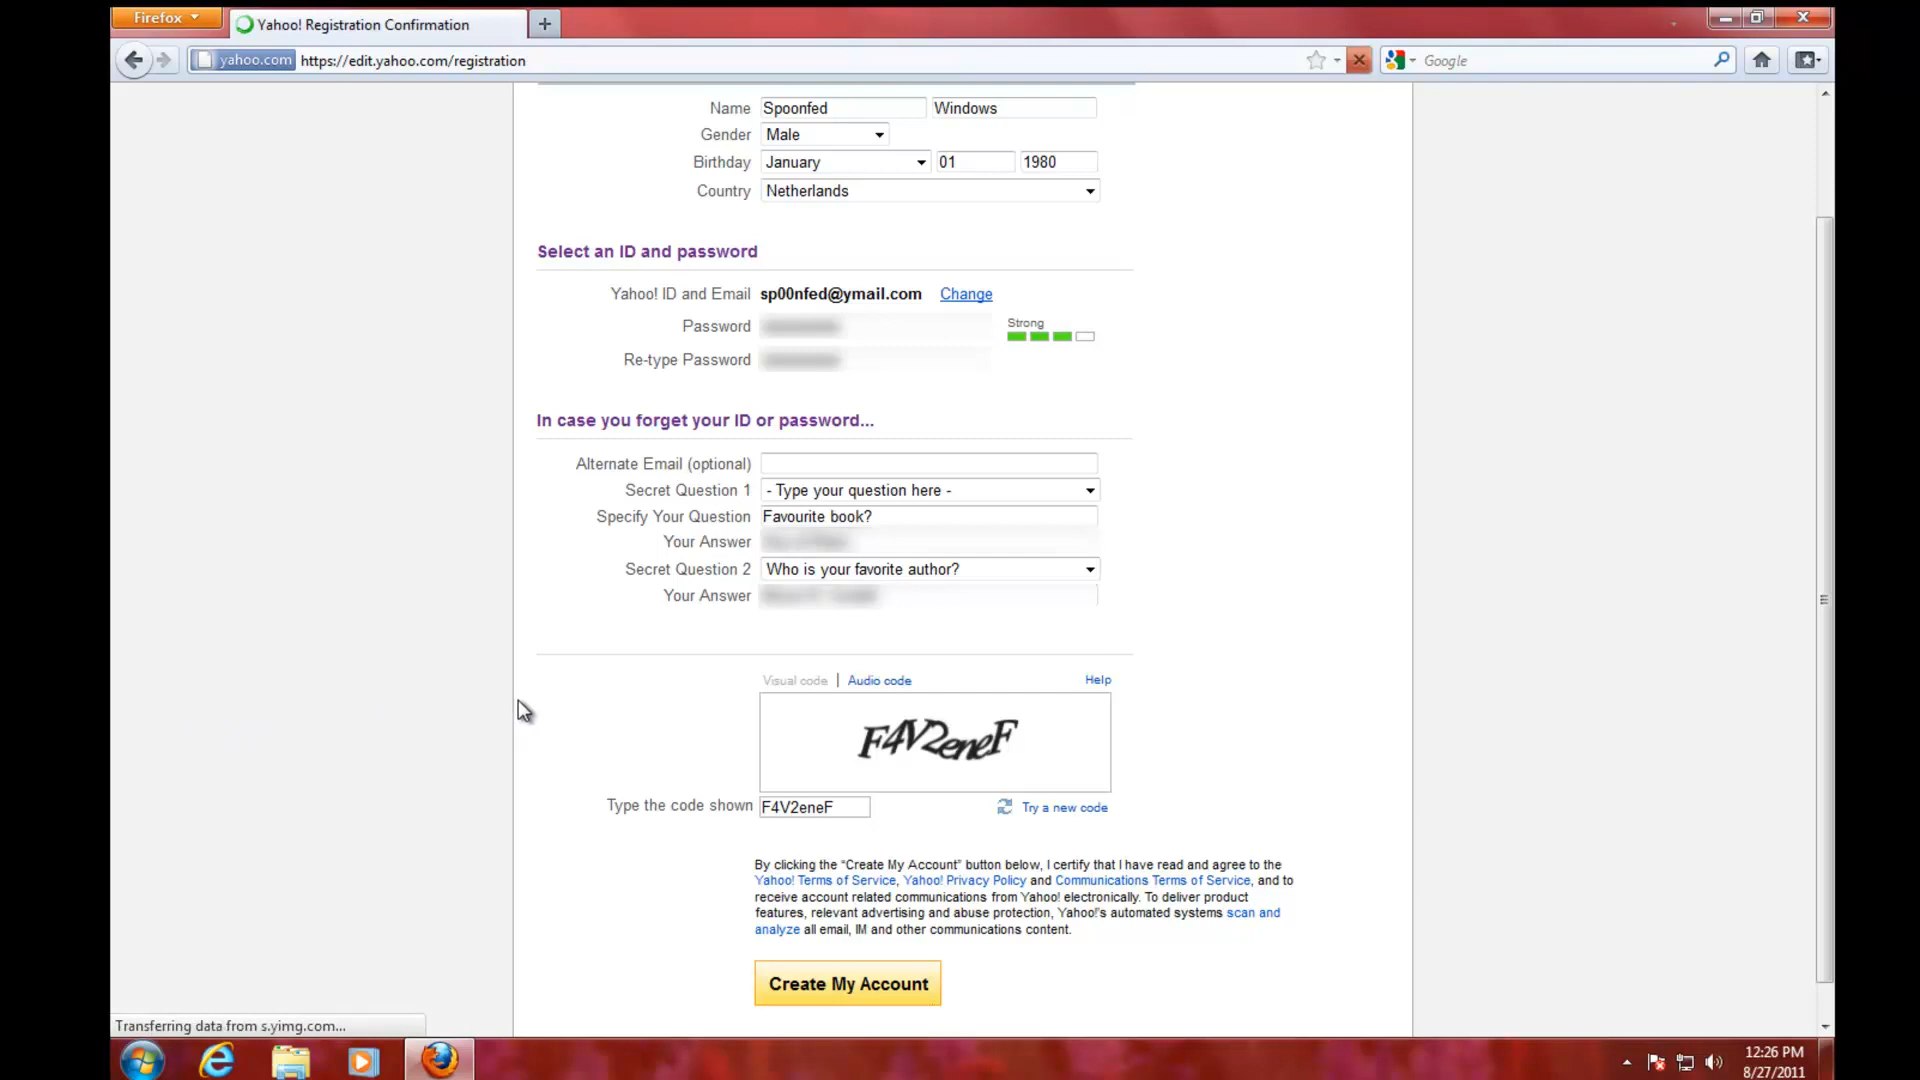 Firefox
Yahoo! Registration Confirmation
yahoo.com https://edit.yahoo.com/registration
Google
Name Spoonfed Windows
Gender Male
Birthday January 01 1980
Country Netherlands
Select an ID and password
Yahoo! ID and Email sp00nfed@ymail.com Change
Password Strong
Re-type Password
In case you forget your ID or password...
Alternate Email (optional)
Secret Question 1 - Type your question here -
Specify Your Question Favourite book?
Your Answer
Secret Question 2 Who is your favorite author?
Your Answer
Visual code | Audio code Help
F4V2eneF
Type the code shown F4V2eneF Try a new code
By clicking the “Create My Account” button below, I certify that I have read and agree to the
Yahoo! Terms of Service, Yahoo! Privacy Policy and Communications Terms of Service, and to
receive account related communications from Yahoo! electronically. To deliver product
features, relevant advertising and abuse protection, Yahoo!'s automated systems scan and
analyze all email, IM and other communications content.
Create My Account
Transferring data from s.yimg.com...
12:26 PM
8/27/2011